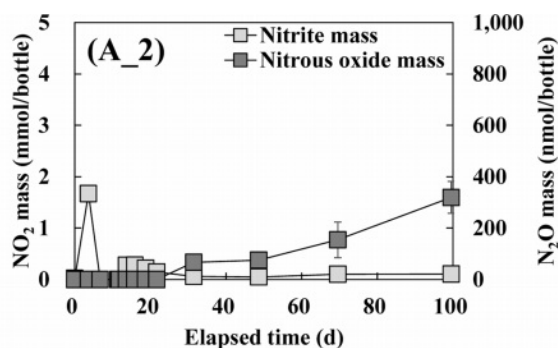 (A_2)
Nitrite mass
Nitrous oxide mass
NO₂ mass (mmol/bottle)
5
4
3
2
1
0
N₂O mass (nmol/bottle)
1,000
800
600
400
200
0
0 20 40 60 80 100
Elapsed time (d)